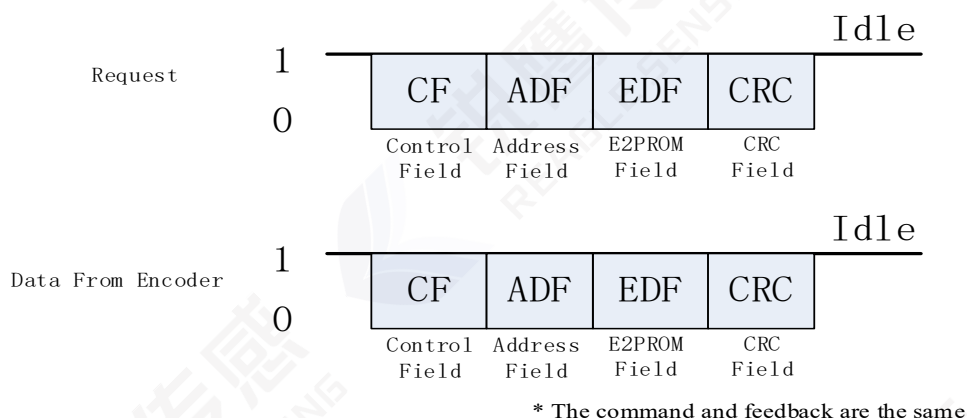 Idle
Request
1
0
CF ADF EDF CRC
Control Address E2PROM CRC
Field Field Field Field
Idle
Data From Encoder
1
0
CF ADF EDF CRC
Control Address E2PROM CRC
Field Field Field Field
* The command and feedback are the same